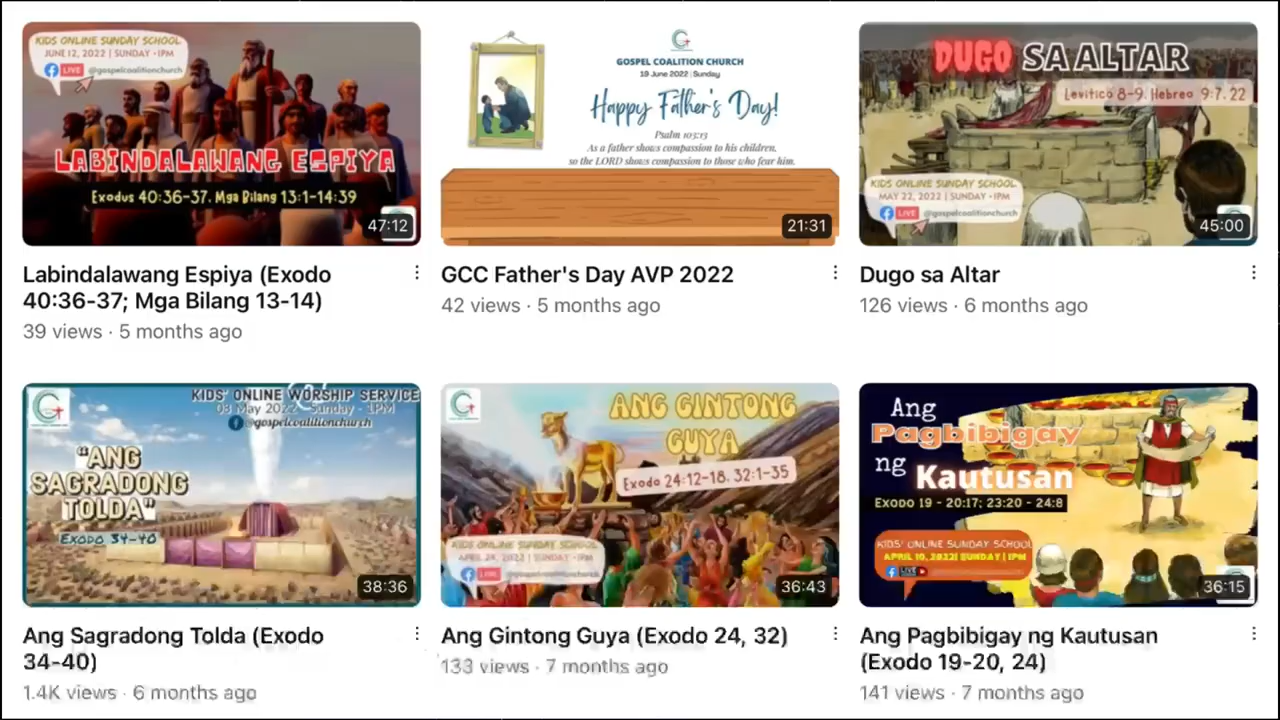 KIDS ONLINE SUNDAY SCHOOL
JUNE 12, 2022 | SUNDAY •1PM
LIVE @gospelcoalitionchurch
LABINDALAWANG ESPIYA
Exodus 40:36-37, Mga Bilang 13:1-14:39
47:12
Labindalawang Espiya (Exodo
40:36-37; Mga Bilang 13-14)
39 views · 5 months ago
GOSPEL COALITION CHURCH
19 June 2022 | Sunday
Happy Father's Day!
Psalm 103:13
As a father shows compassion to his children,
so the LORD shows compassion to those who fear him.
21:31
GCC Father's Day AVP 2022
42 views · 5 months ago
DUGO SA ALTAR
Levitico 8-9, Hebreo 9:7, 22
KIDS ONLINE SUNDAY SCHOOL
MAY 22, 2022 | SUNDAY •1PM
LIVE @gospelcoalitionchurch
45:00
Dugo sa Altar
126 views · 6 months ago
KIDS' ONLINE WORSHIP SERVICE
08 May 2022 Sunday - 1PM
@gospelcoalitionchurch
"ANG
SAGRADONG
TOLDA"
EXODO 34-40
38:36
Ang Sagradong Tolda (Exodo
34-40)
1.4K views · 6 months ago
ANG GINTONG
GUYA
Exodo 24:12-18, 32:1-35
KIDS ONLINE SUNDAY SCHOOL
APRIL 24, 2022 | SUNDAY •1PM
LIVE @gospelcoalitionchurch
36:43
Ang Gintong Guya (Exodo 24, 32)
133 views · 7 months ago
Ang
Pagbibigay
ng Kautusan
EXODO 19 - 20:17; 23:20 - 24:8
KIDS' ONLINE SUNDAY SCHOOL
APRIL 10, 2022| SUNDAY | 1PM
LIVE
36:15
Ang Pagbibigay ng Kautusan
(Exodo 19-20, 24)
141 views · 7 months ago